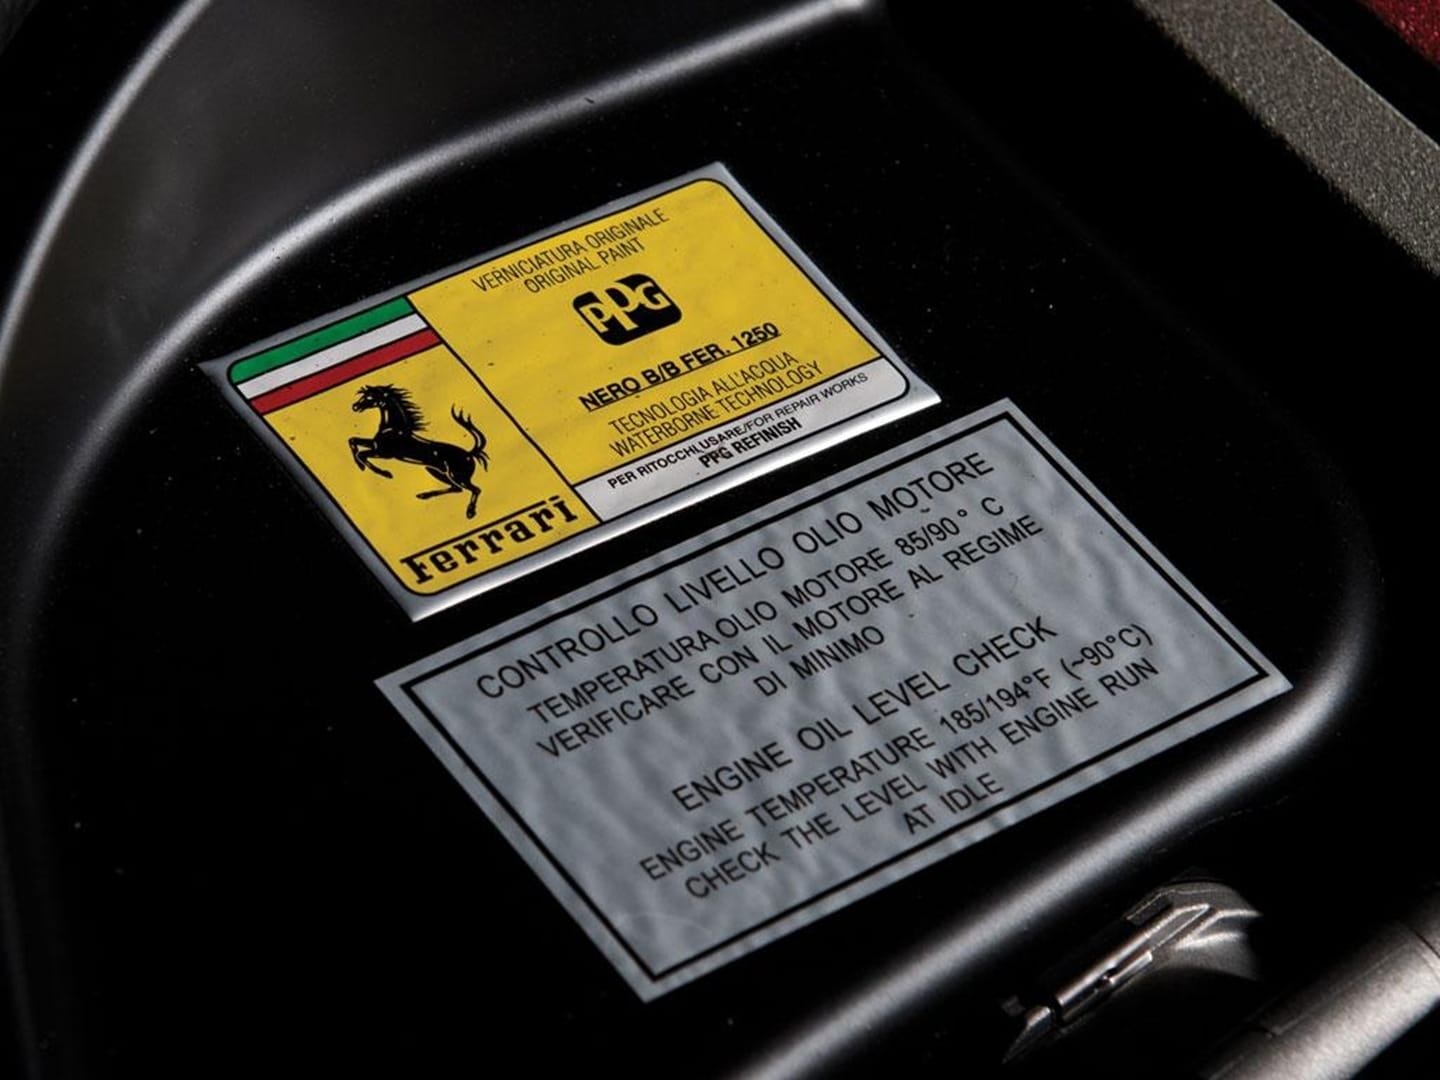 VERNICIATURA ORIGINALE
ORIGINAL PAINT
PPG
NERO B/B FER. 1250
TECNOLOGIA ALL'ACQUA
WATERBORNE TECHNOLOGY
PER RITOCCHI USARE/FOR REPAIR WORKS
PPG REFINISH
Ferrari
CONTROLLO LIVELLO OLIO MOTORE
TEMPERATURA OLIO MOTORE 85/90° C
VERIFICARE CON IL MOTORE AL REGIME
DI MINIMO
ENGINE OIL LEVEL CHECK
ENGINE TEMPERATURE 185/194°F (~90°C)
CHECK THE LEVEL WITH ENGINE RUN
AT IDLE